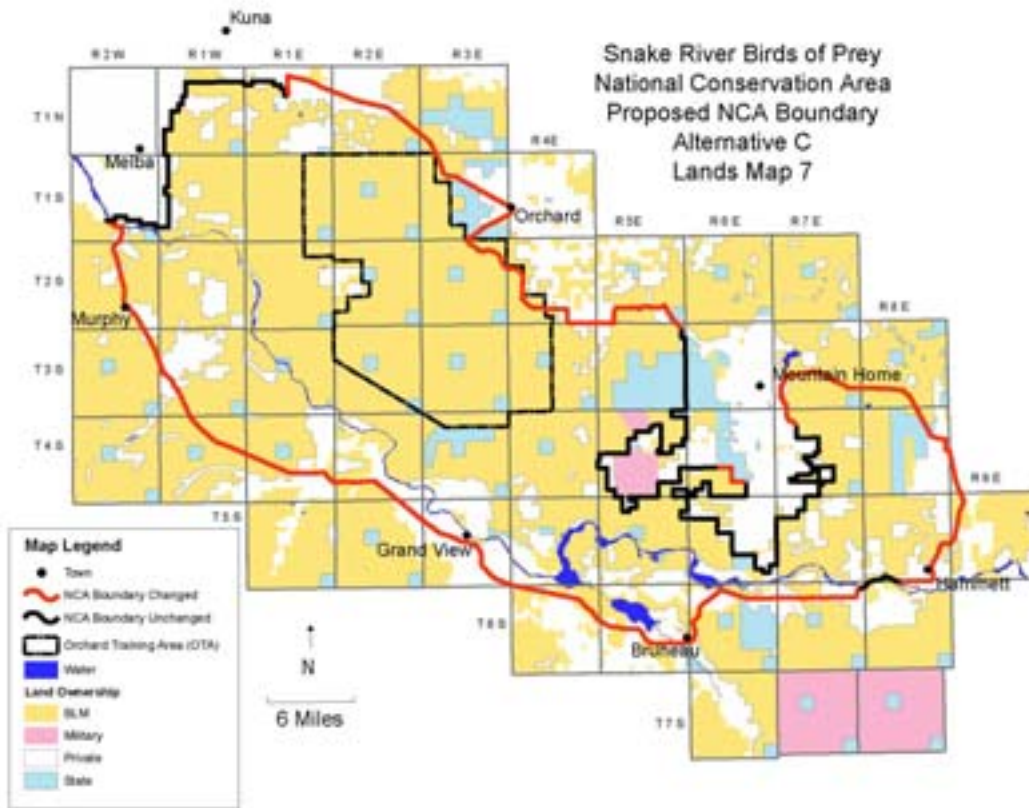 Kuna
R2W
R1W
R1E
R2E
R3E
Snake River Birds of Prey
National Conservation Area
Proposed NCA Boundary
Alternative C
Lands Map 7
T1N
Melba
R4E
T1S
Orchard
R5E
R6E
R7E
T2S
Murphy
R8E
T3S
Mountain Home
T4S
R9E
T5S
Grand View
Hammett
T6S
Bruneau
T7S
N
6 Miles
Map Legend
Town
NCA Boundary Changed
NCA Boundary Unchanged
Orchard Training Area (OTA)
Water
Land Ownership
BLM
Military
Private
State